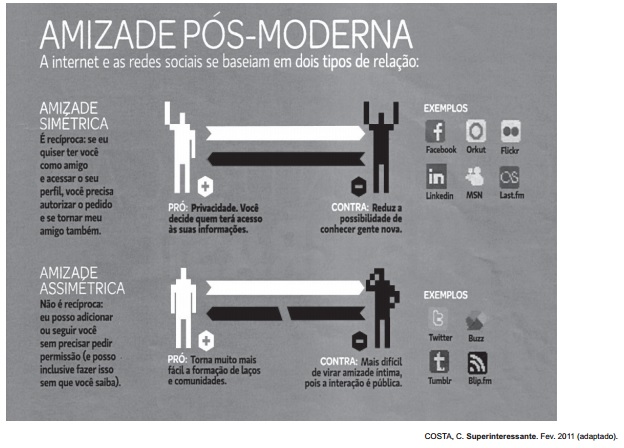 AMIZADE PÓS-MODERNA
A internet e as redes sociais se baseiam em dois tipos de relação:
AMIZADE
SIMÉTRICA
É recíproca: se eu
quiser ter você
como amigo
e acessar o seu
perfil, você precisa
autorizar o pedido
e se tornar meu
amigo também.
PRÓ: Privacidade. Você
decide quem terá acesso
às suas informações.
CONTRA: Reduz a
possibilidade de
conhecer gente nova.
EXEMPLOS
Facebook Orkut Flickr
in
Linkedin MSN Last.fm
AMIZADE
ASSIMÉTRICA
Não é recíproca:
eu posso adicionar
ou seguir você
sem precisar pedir
permissão (e posso
inclusive fazer isso
sem que você saiba).
PRÓ: Torna muito mais
fácil a formação de laços
e comunidades.
CONTRA: Mais difícil
de virar amizade íntima,
pois a interação é pública.
EXEMPLOS
Twitter Buzz
Tumblr Blip.fm
COSTA, C. Superinteressante. Fev. 2011 (adaptado).